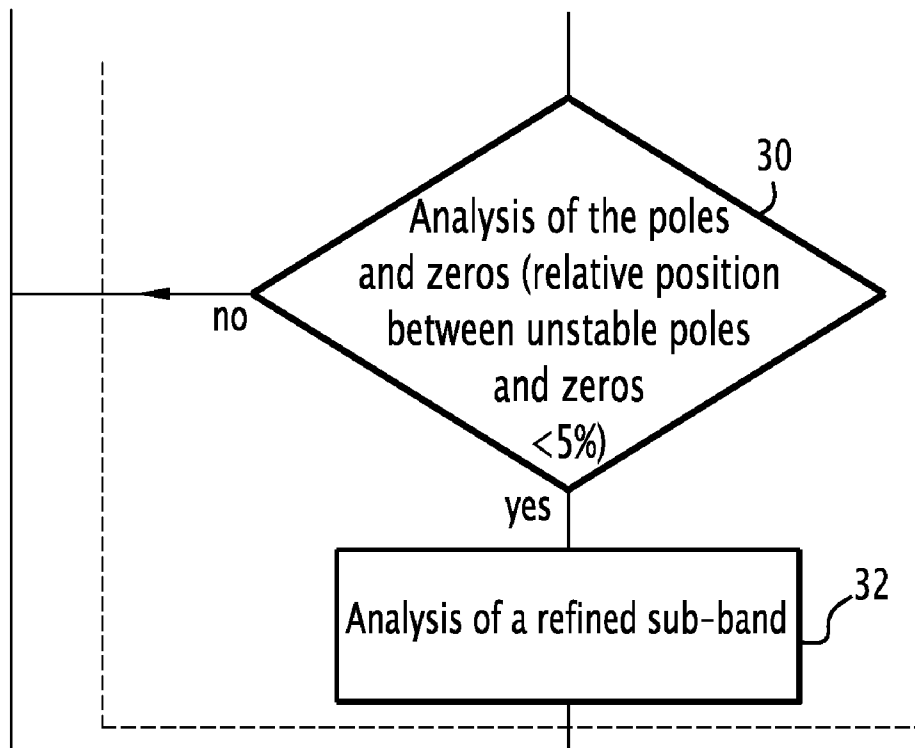 30
Analysis of the poles
and zeros (relative position
between unstable poles
and zeros
<5%)
no
yes
Analysis of a refined sub-band
32